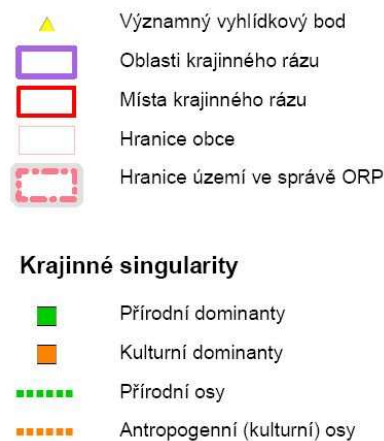 Významný vyhlídkový bod
Oblasti krajinného rázu
Místa krajinného rázu
Hranice obce
Hranice území ve správě ORP
Krajinné singularity
Přírodní dominanty
Kulturní dominanty
Přírodní osy
Antropogenní (kulturní) osy